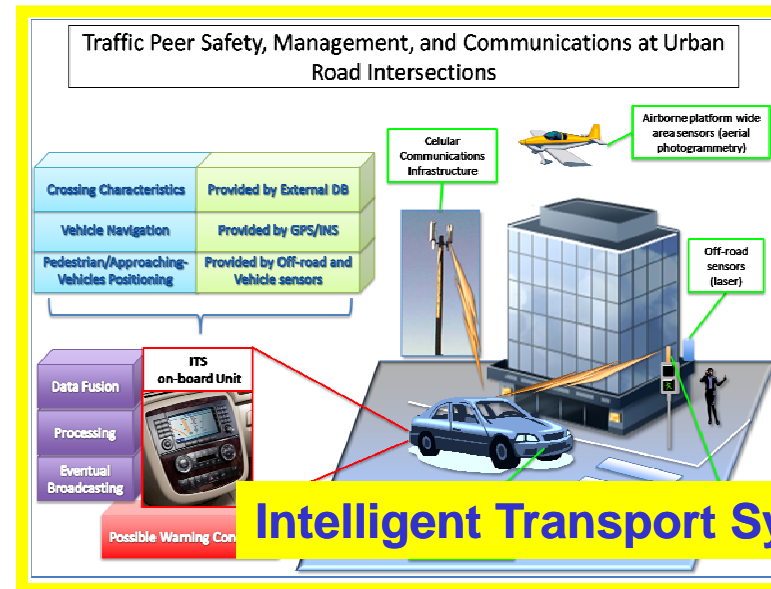 Traffic Peer Safety, Management, and Communications at Urban
Road Intersections
Airborne platform wide
area sensors (aerial
photogrammetry)
Celular
Communications
Infrastructure
Crossing Characteristics
Provided by External DB
Vehicle Navigation
Provided by GPS/INS
Pedestrian/Approaching-
Vehicles Positioning
Provided by Off-road and
Vehicle sensors
Off-road
sensors
(laser)
ITS
on-board Unit
Data Fusion
Processing
Eventual
Broadcasting
Possible Warning Con
Intelligent Transport Sy